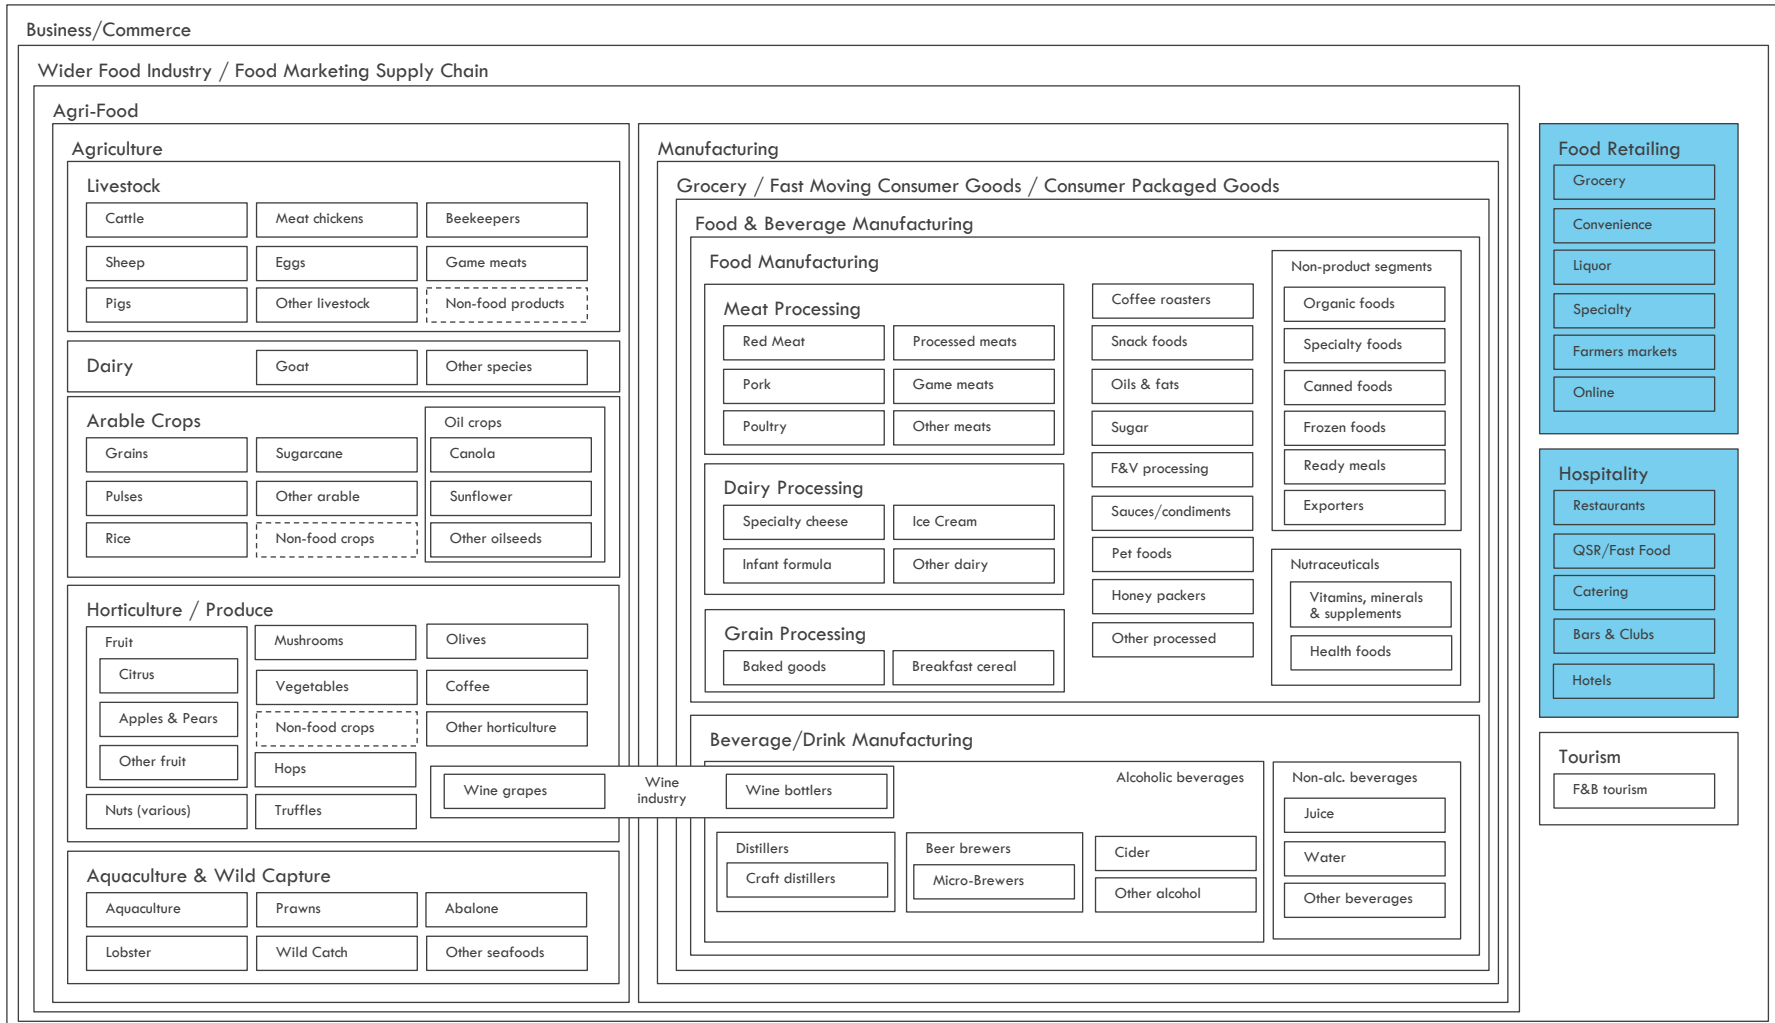 Business/Commerce
Wider Food Industry / Food Marketing Supply Chain
Agri-Food
Agriculture
Livestock
Cattle
Meat chickens
Beekeepers
Sheep
Eggs
Game meats
Pigs
Other livestock
Non-food products
Dairy
Goat
Other species
Arable Crops
Grains
Sugarcane
Pulses
Other arable
Rice
Non-food crops
Oil crops
Canola
Sunflower
Other oilseeds
Horticulture / Produce
Fruit
Citrus
Apples & Pears
Other fruit
Nuts (various)
Mushrooms
Vegetables
Non-food crops
Hops
Truffles
Olives
Coffee
Other horticulture
Wine grapes
Wine
industry
Wine bottlers
Aquaculture & Wild Capture
Aquaculture
Prawns
Abalone
Lobster
Wild Catch
Other seafoods
Manufacturing
Grocery / Fast Moving Consumer Goods / Consumer Packaged Goods
Food & Beverage Manufacturing
Food Manufacturing
Meat Processing
Red Meat
Processed meats
Pork
Game meats
Poultry
Other meats
Dairy Processing
Specialty cheese
Ice Cream
Infant formula
Other dairy
Grain Processing
Baked goods
Breakfast cereal
Coffee roasters
Snack foods
Oils & fats
Sugar
F&V processing
Sauces/condiments
Pet foods
Honey packers
Other processed
Non-product segments
Organic foods
Specialty foods
Canned foods
Frozen foods
Ready meals
Exporters
Nutraceuticals
Vitamins, minerals
& supplements
Health foods
Beverage/Drink Manufacturing
Alcoholic beverages
Distillers
Craft distillers
Beer brewers
Micro-Brewers
Cider
Other alcohol
Non-alc. beverages
Juice
Water
Other beverages
Food Retailing
Grocery
Convenience
Liquor
Specialty
Farmers markets
Online
Hospitality
Restaurants
QSR/Fast Food
Catering
Bars & Clubs
Hotels
Tourism
F&B tourism